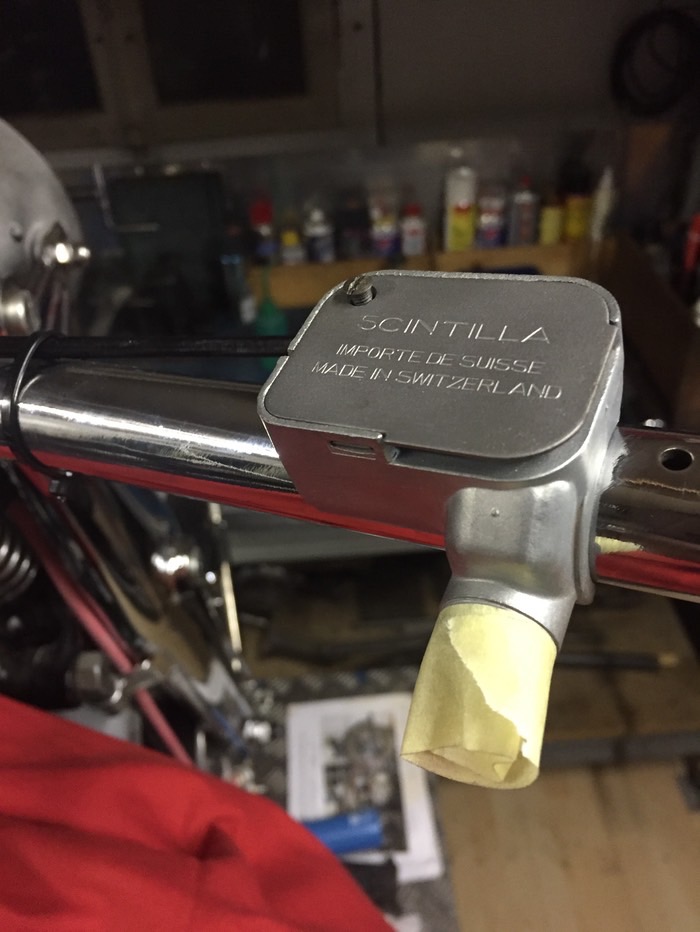 SCINTILLA
IMPORTE DE SUISSE
MADE IN SWITZERLAND